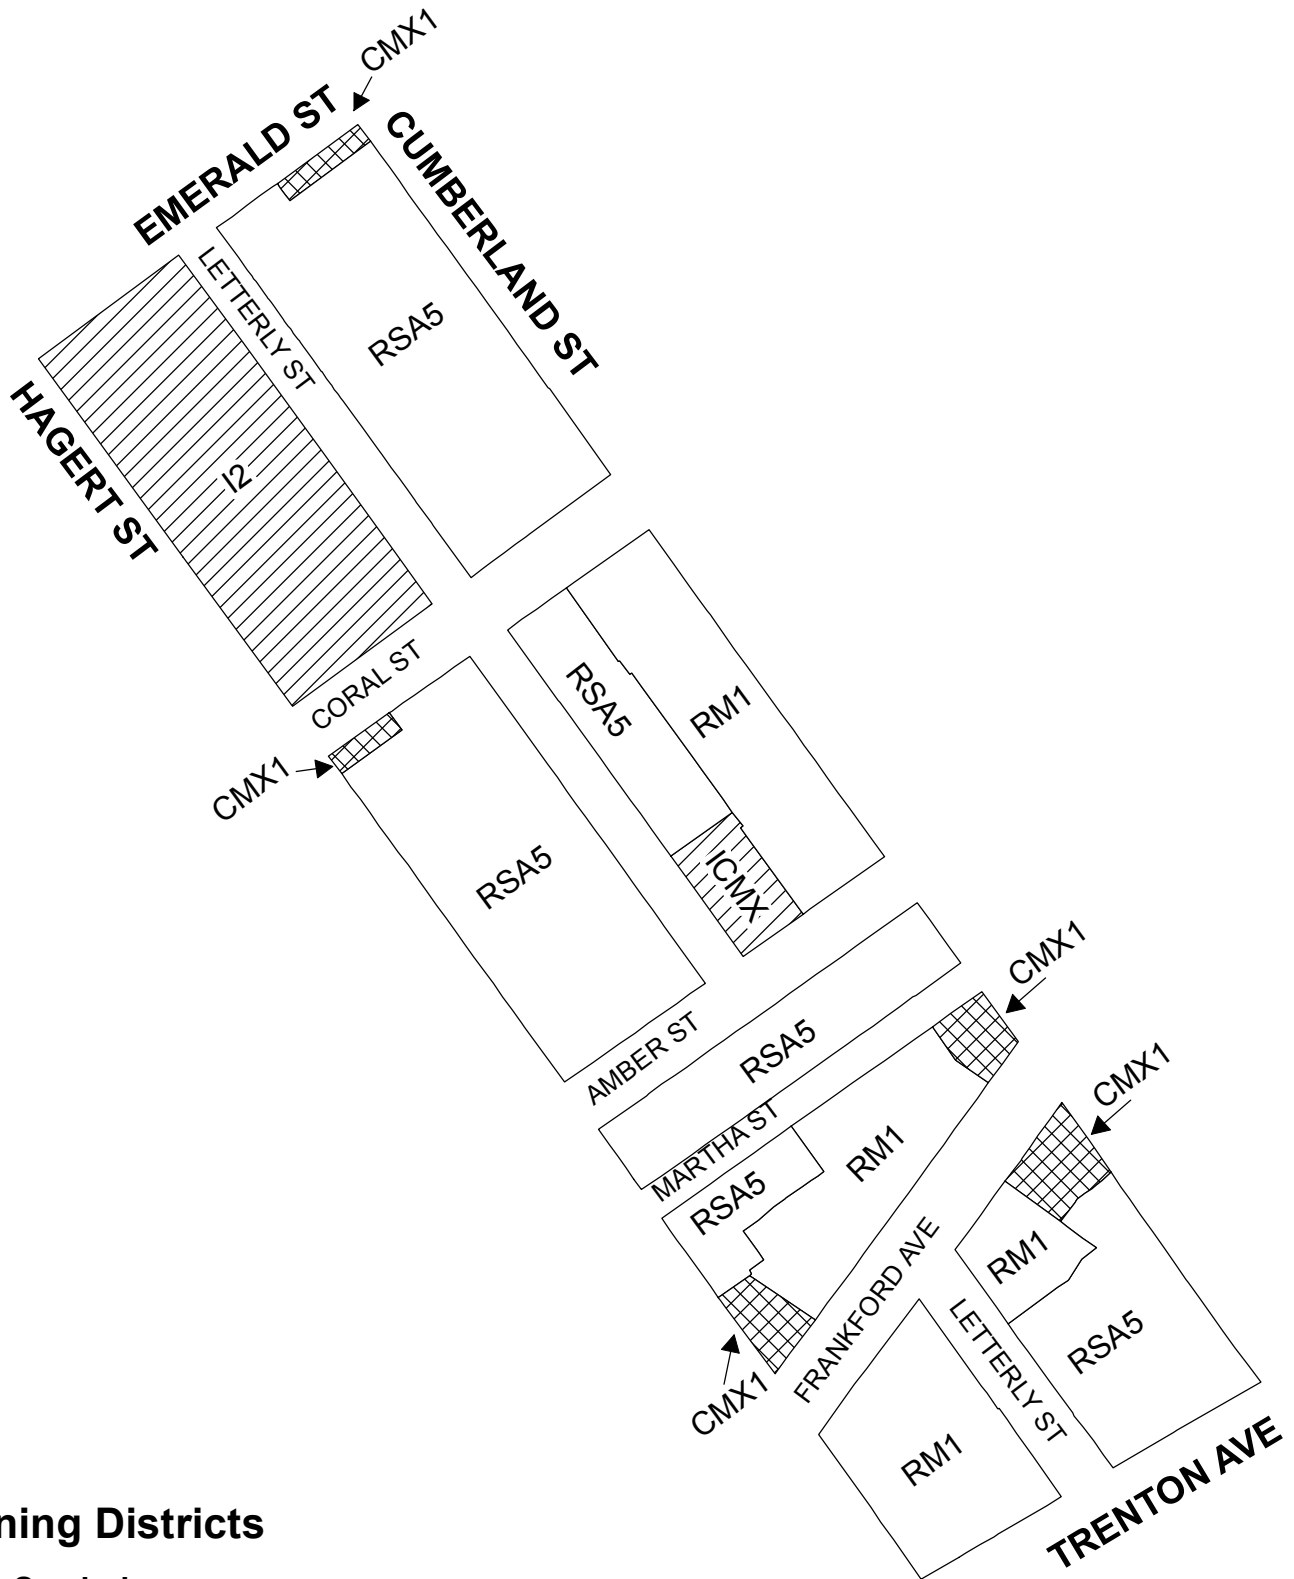 CMX1
EMERALD ST
CUMBERLAND ST
LETTERLY ST
RSA5
HAGERT ST
I2
CORAL ST
RSA5
RM1
CMX1
RSA5
ICMX
CMX1
AMBER ST
RSA5
CMX1
MARTHA ST
RM1
RSA5
RM1
FRANKFORD AVE
LETTERLY ST
RSA5
CMX1
RM1
TRENTON AVE
ning Districts